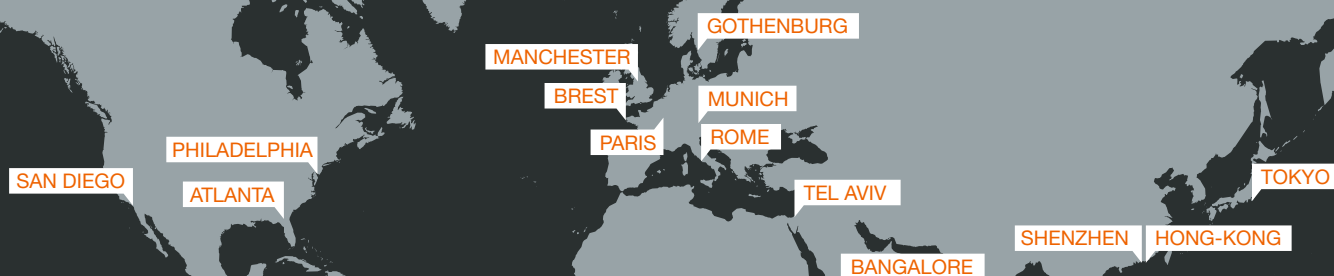 GOTHENBURG
MANCHESTER
BREST
MUNICH
PARIS
ROME
PHILADELPHIA
SAN DIEGO
ATLANTA
TEL AVIV
TOKYO
SHENZHEN
HONG-KONG
BANGALORE